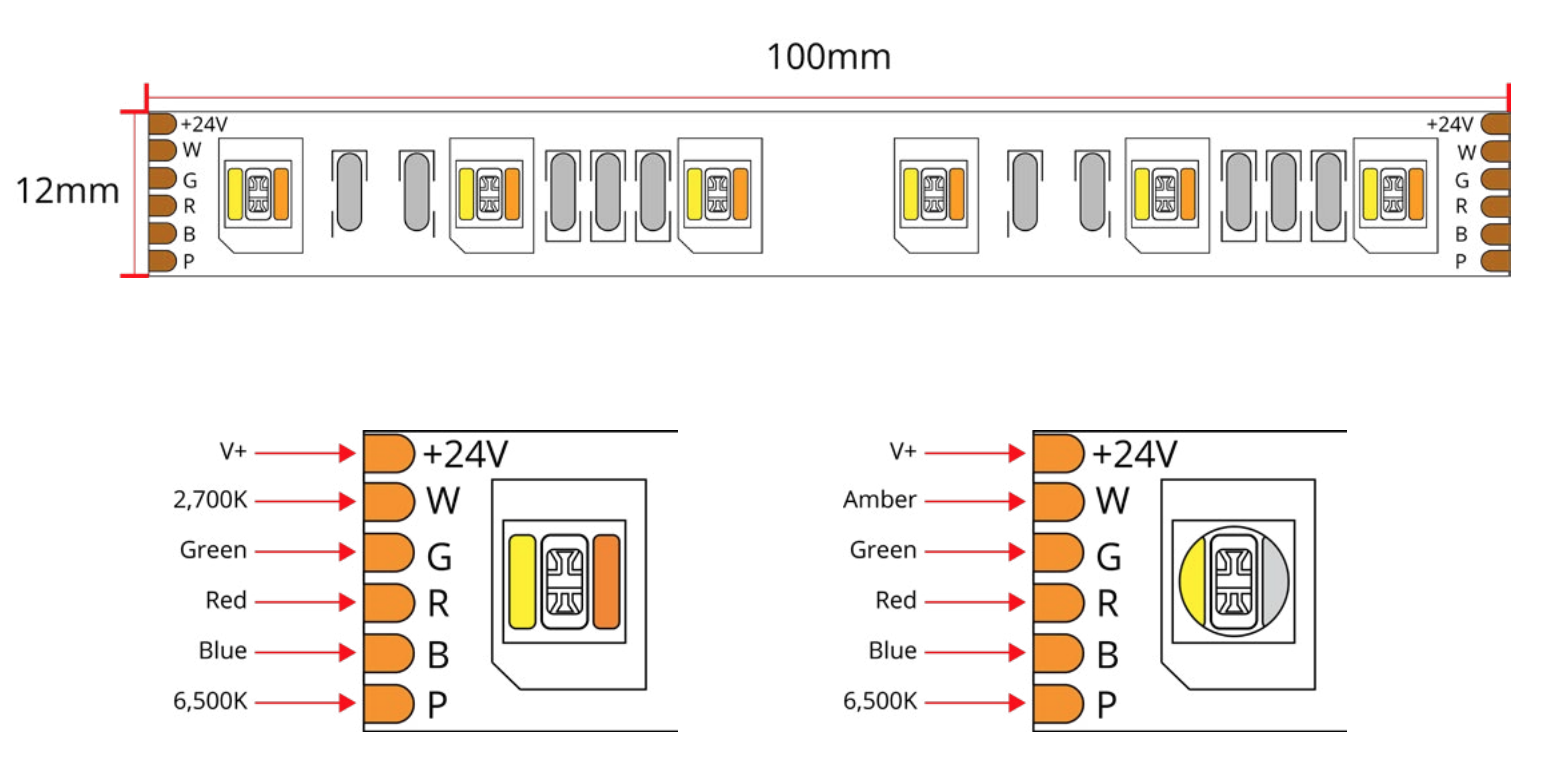 100mm
12mm
+24V
W
G
R
B
P
+24V
W
G
R
B
P
V+ +24V
2,700K W
Green G
Red R
Blue B
6,500K P
V+ +24V
Amber W
Green G
Red R
Blue B
6,500K P